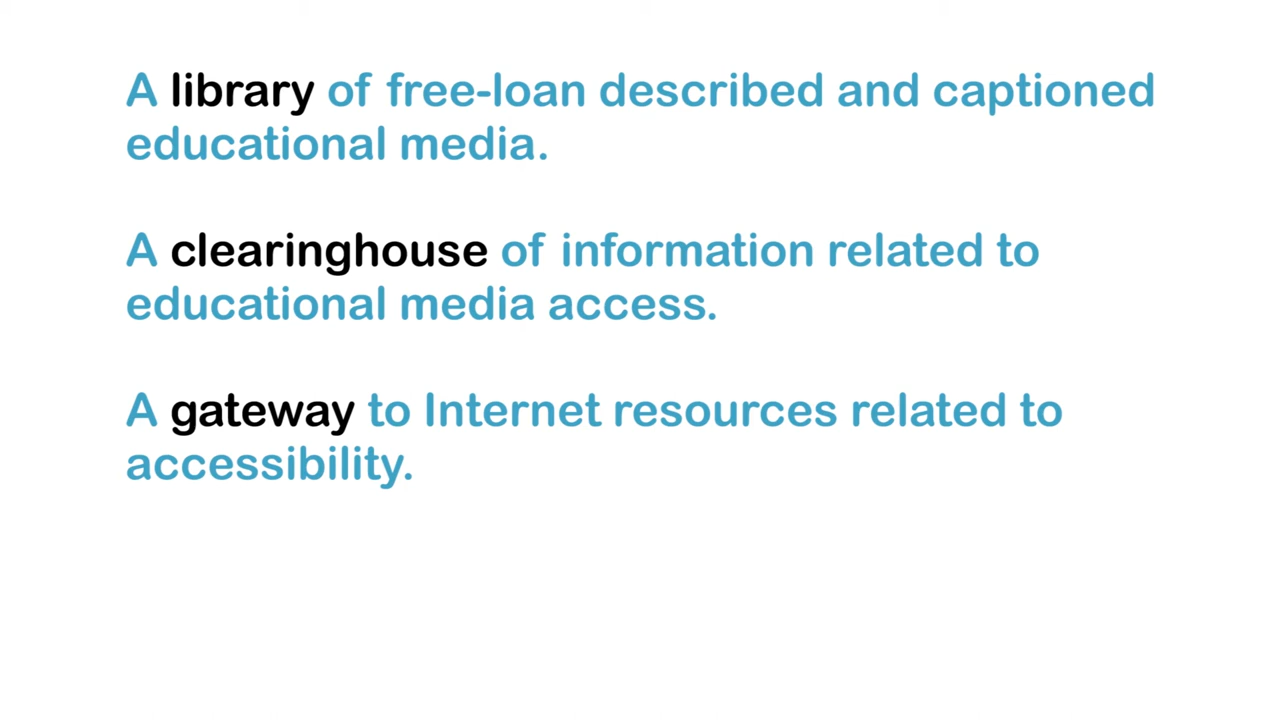 A library of free-loan described and captioned
educational media.
A clearinghouse of information related to
educational media access.
A gateway to Internet resources related to
accessibility.